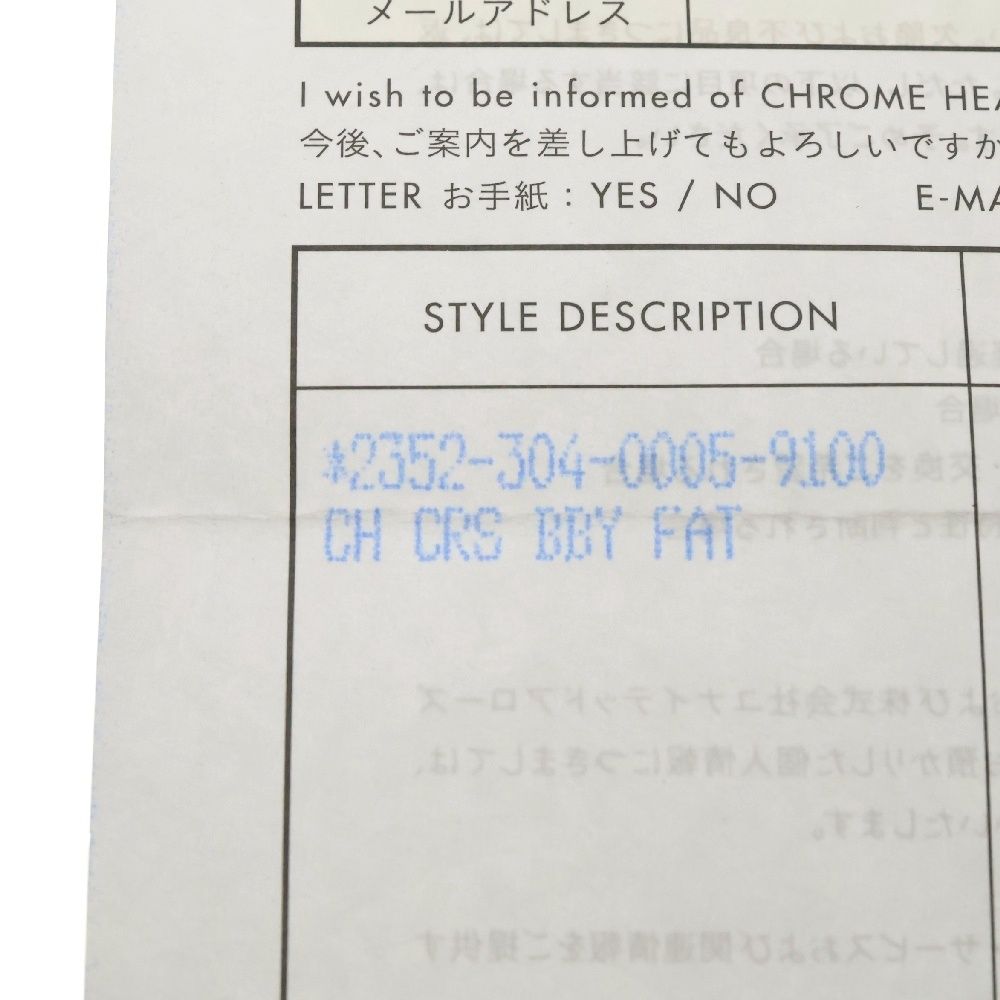 メールアドレス
I wish to be informed of CHROME HEA
今後、ご案内を差し上げてもよろしいですか
LETTER お手紙 : YES / NO E-MA
STYLE DESCRIPTION
*2352-304-0005-9100
CH CRS BBY FAT